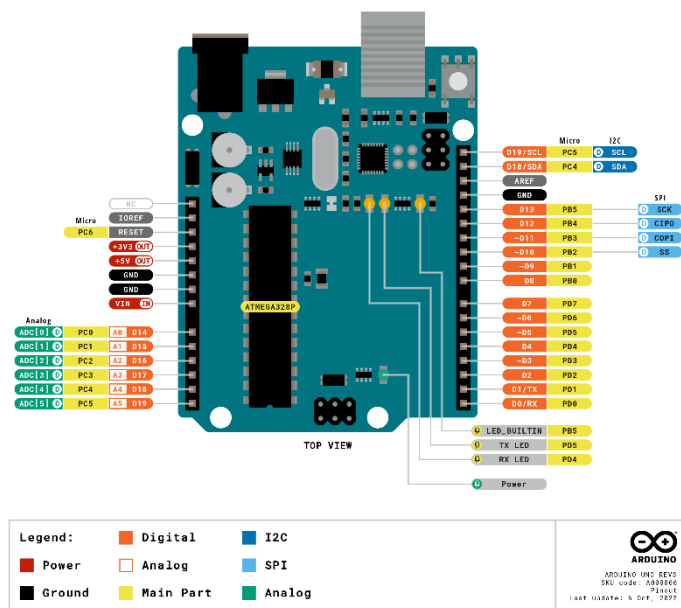 Micro I2C
D19/SCL PC5 D SCL
D18/SDA PC4 D SDA
AREF
GND
SPI
D13 PB5 D SCK
D12 PB4 D CIPO
~D11 PB3 D COPI
~D10 PB2 D SS
~D9 PB1
D8 PB0
D7 PD7
~D6 PD6
~D5 PD5
D4 PD4
~D3 PD3
D2 PD2
D1/TX PD1
D0/RX PD0
NC
IOREF
Micro
PC6 RESET
+3V3 OUT
+5V OUT
GND
GND
VIN IN
Analog
ADC[0] D PC0 A0 D14
ADC[1] D PC1 A1 D15
ADC[2] D PC2 A2 D16
ADC[3] D PC3 A3 D17
ADC[4] D PC4 A4 D18
ADC[5] D PC5 A5 D19
ATMEGA328P
TOP VIEW
LED_BUILTIN PB5
TX LED PD5
RX LED PD4
Power
Legend:
Power
Ground
Digital
Analog
Main Part
I2C
SPI
Analog
ARDUINO
ARDUINO UNO REV3
SKU code: A000066
Pinout
Last update: 6 Oct, 2022